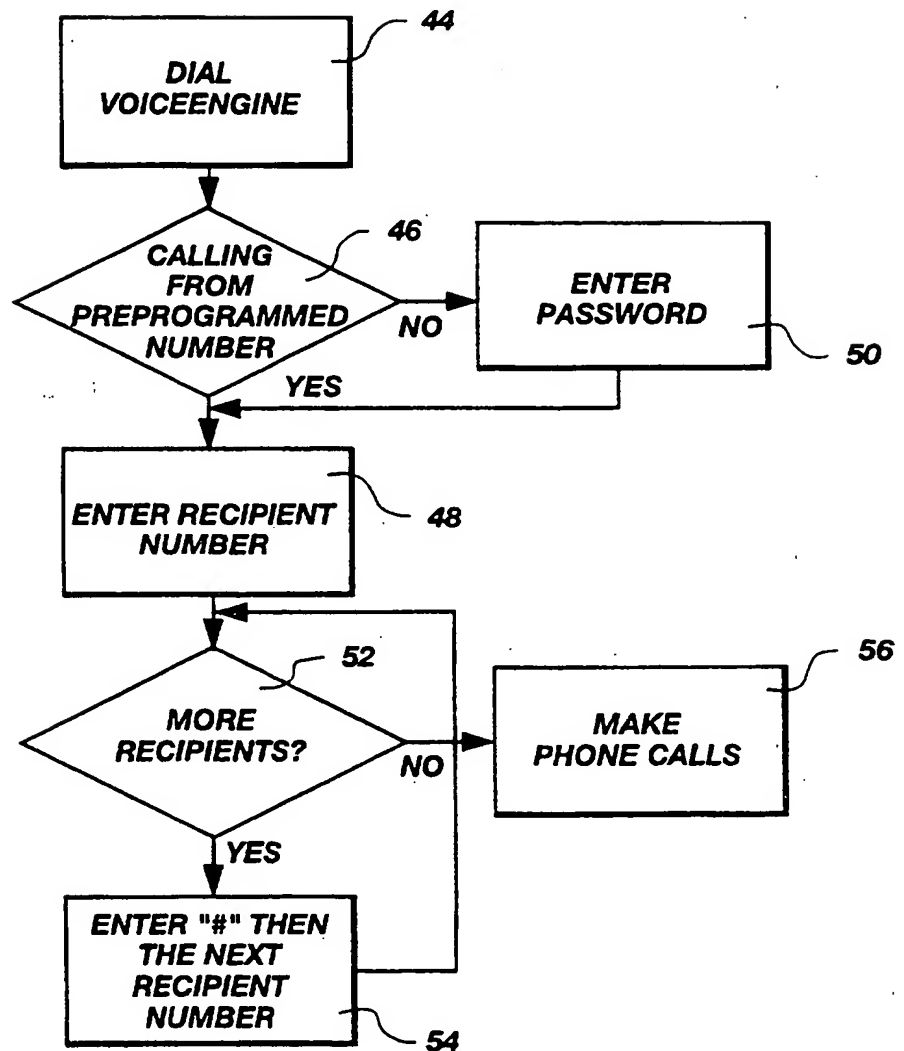 44
DIAL
VOICEENGINE
46
CALLING
FROM
PREPROGRAMMED
NUMBER
NO
ENTER
PASSWORD
50
YES
ENTER RECIPIENT
NUMBER
48
52
MORE
RECIPIENTS?
NO
56
MAKE
PHONE CALLS
YES
ENTER "#" THEN
THE NEXT
RECIPIENT
NUMBER
54